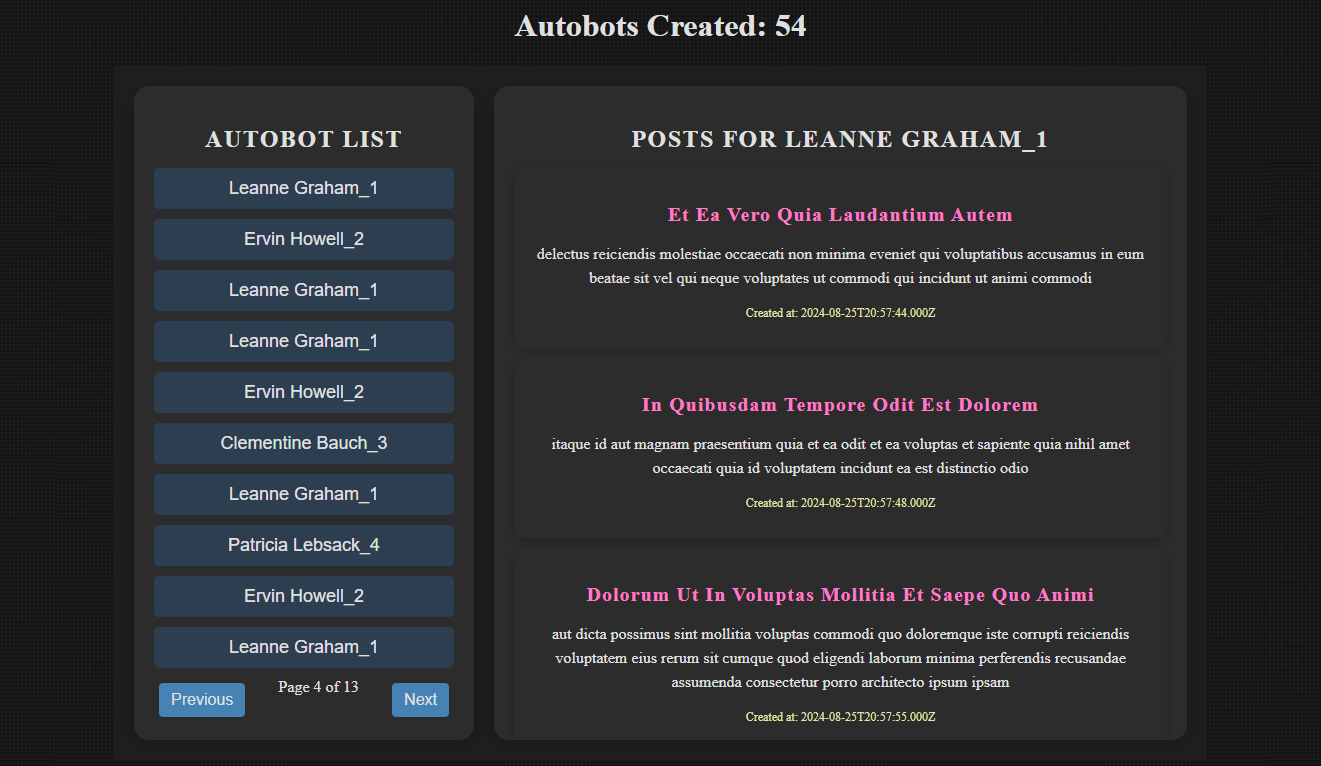 Autobots Created: 54
AUTOBOT LIST
Leanne Graham_1
Ervin Howell_2
Leanne Graham_1
Leanne Graham_1
Ervin Howell_2
Clementine Bauch_3
Leanne Graham_1
Patricia Lebsack_4
Ervin Howell_2
Leanne Graham_1
Previous
Page 4 of 13
Next
POSTS FOR LEANNE GRAHAM_1
Et Ea Vero Quia Laudantium Autem
delectus reiciendis molestiae occaecati non minima eveniet qui voluptatibus accusamus in eum
beatae sit vel qui neque voluptates ut commodi qui incidunt ut animi commodi
Created at: 2024-08-25T20:57:44.000Z
In Quibusdam Tempore Odit Est Dolorem
itaque id aut magnam praesentium quia et ea odit et ea voluptas et sapiente quia nihil amet
occaecati quia id voluptatem incidunt ea est distinctio odio
Created at: 2024-08-25T20:57:48.000Z
Dolorum Ut In Voluptas Mollitia Et Saepe Quo Animi
aut dicta possimus sint mollitia voluptas commodi quo doloremque iste corrupti reiciendis
voluptatem eius rerum sit cumque quod eligendi laborum minima perferendis recusandae
assumenda consectetur porro architecto ipsum ipsam
Created at: 2024-08-25T20:57:55.000Z